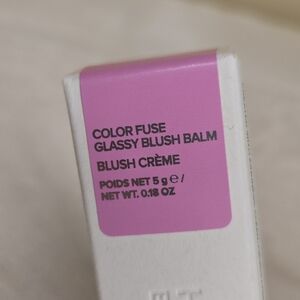 COLOR FUSE
GLASSY BLUSH BALM
BLUSH CRÈME
POIDS NET 5 g ℮ /
NET WT. 0.18 OZ